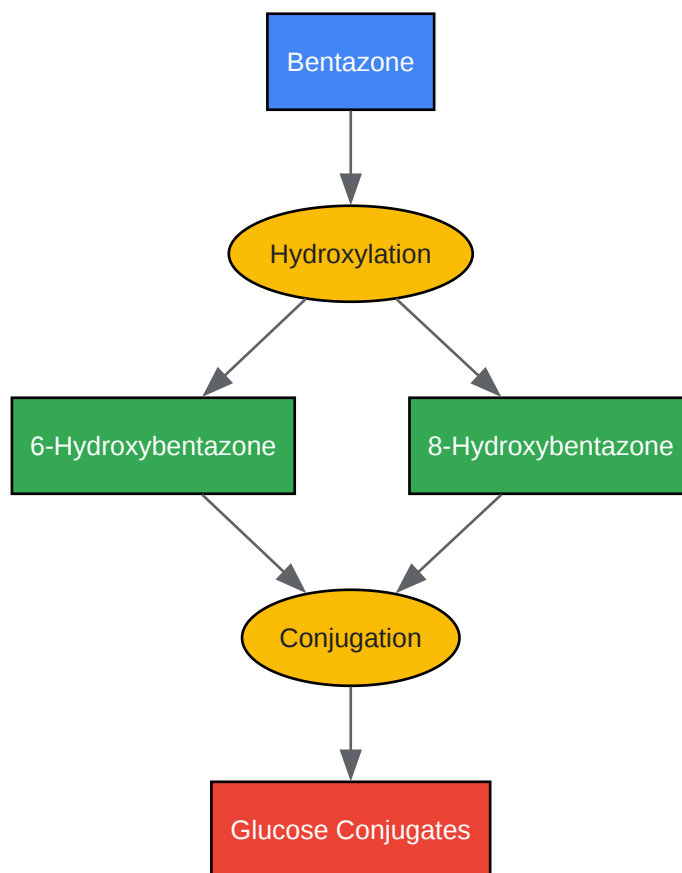 Bentazone
Hydroxylation
6-Hydroxybentazone
8-Hydroxybentazone
Conjugation
Glucose Conjugates